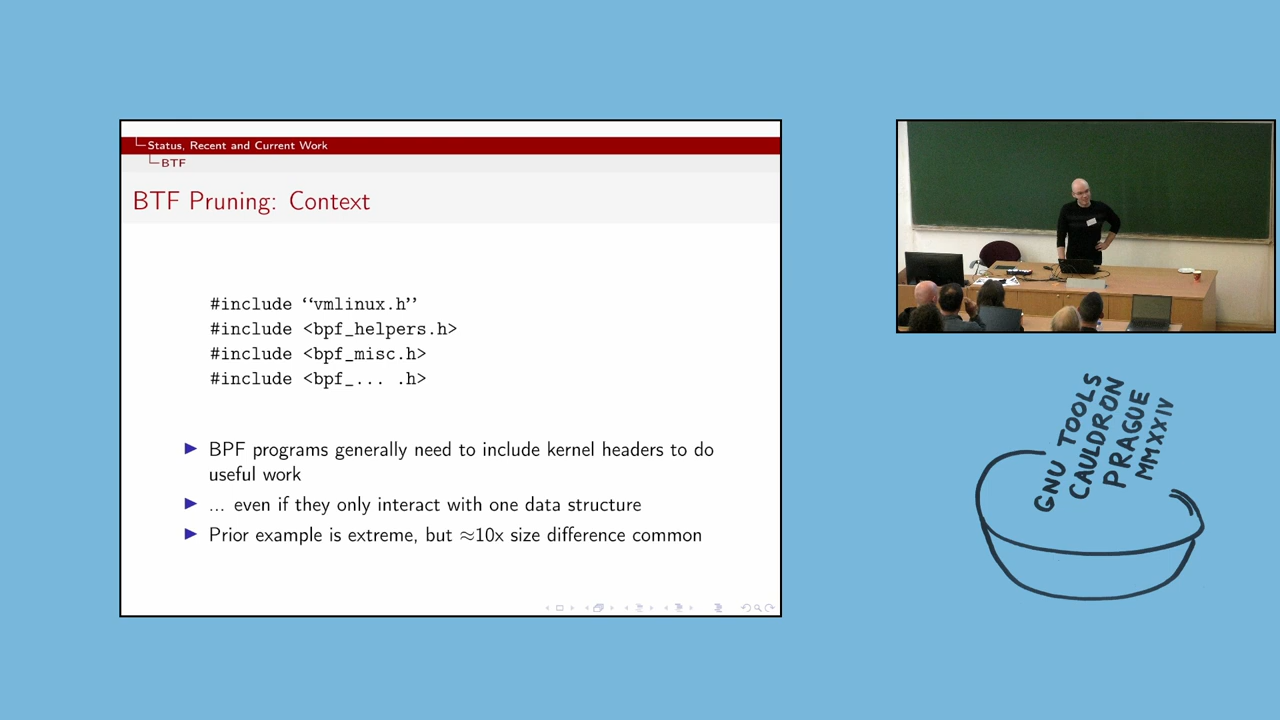 Status, Recent and Current Work
BTF
BTF Pruning: Context
#include “vmlinux.h”
#include <bpf_helpers.h>
#include <bpf_misc.h>
#include <bpf_... .h>
BPF programs generally need to include kernel headers to do
useful work
... even if they only interact with one data structure
Prior example is extreme, but ≈10x size difference common
GNU TOOLS
CAULDRON
PRAGUE
MMXXIV